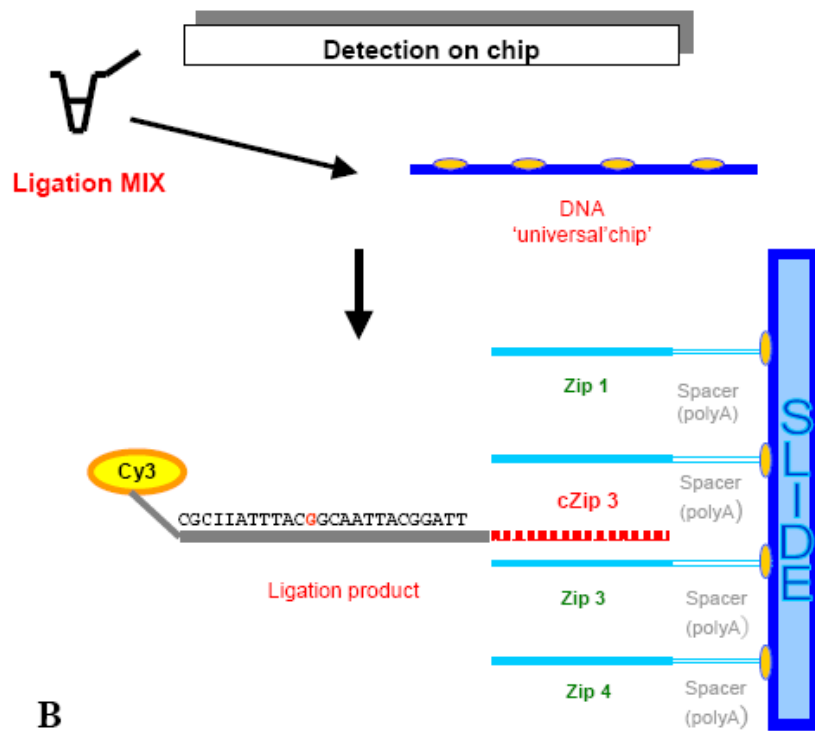 Detection on chip
Ligation MIX
DNA
'universal'chip'
Zip 1
Spacer
(polyA)
Cy3
cZip 3
Spacer
(polyA)
CGCIIATTTACGGCAATTACGGATT
Ligation product
Zip 3
Spacer
(polyA)
Zip 4
Spacer
(polyA)
SLIDE
B